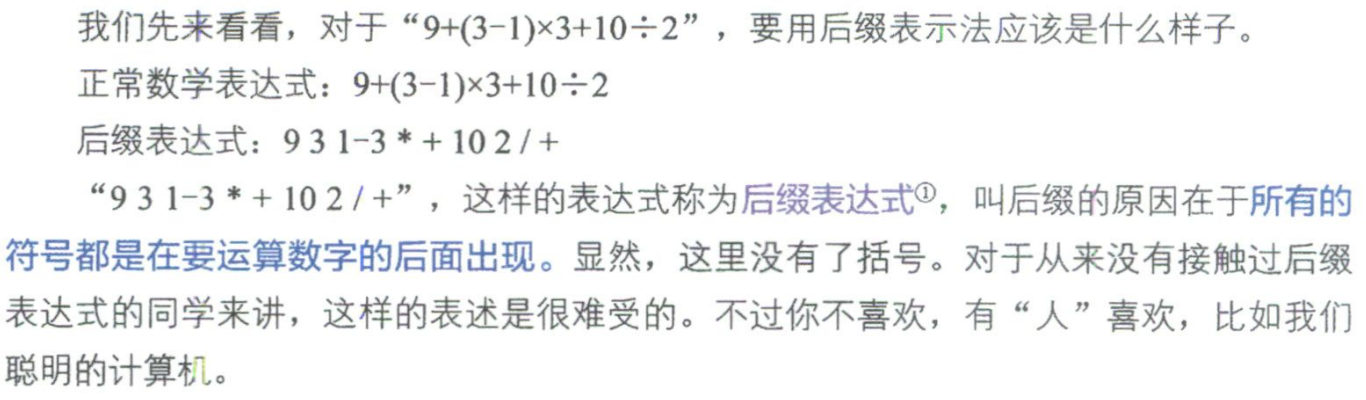 我们先来看看，对于“9+(3-1)×3+10÷2”，要用后缀表示法应该是什么样子。
正常数学表达式：9+(3-1)×3+10÷2
后缀表达式：9 3 1-3 * + 10 2 / +
“9 3 1-3 * + 10 2 / +”，这样的表达式称为后缀表达式①，叫后缀的原因在于所有的
符号都是在要运算数字的后面出现。显然，这里没有了括号。对于从来没有接触过后缀
表达式的同学来讲，这样的表述是很难受的。不过你不喜欢，有“人”喜欢，比如我们
聪明的计算机。